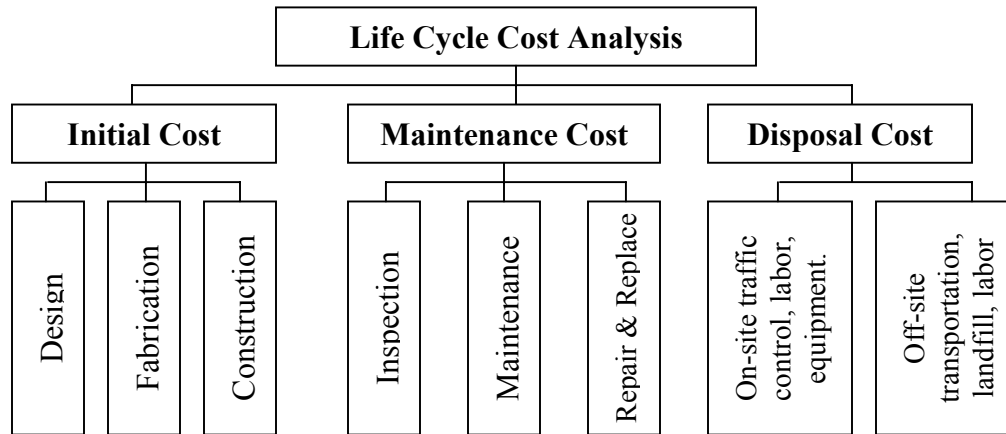 Life Cycle Cost Analysis
Initial Cost
Maintenance Cost
Disposal Cost
Design
Fabrication
Construction
Inspection
Maintenance
Repair & Replace
On-site traffic
control, labor,
equipment.
Off-site
transportation,
landfill, labor